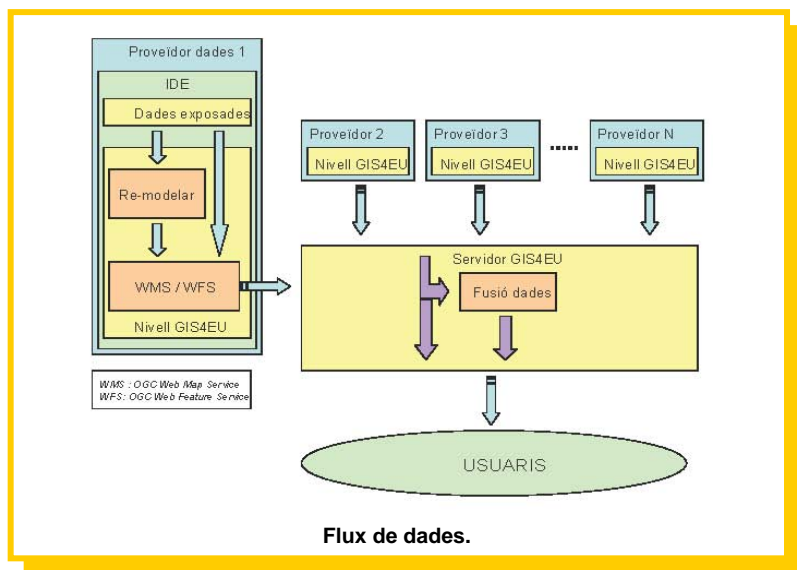 Proveïdor dades 1
IDE
Dades exposades
Re-modelar
WMS / WFS
Nivell GIS4EU
WMS : OGC Web Map Service
WFS: OGC Web Feature Service
Proveïdor 2
Nivell GIS4EU
Proveïdor 3
Nivell GIS4EU
.....
Proveïdor N
Nivell GIS4EU
Servidor GIS4EU
Fusió dades
USUARIS
Flux de dades.